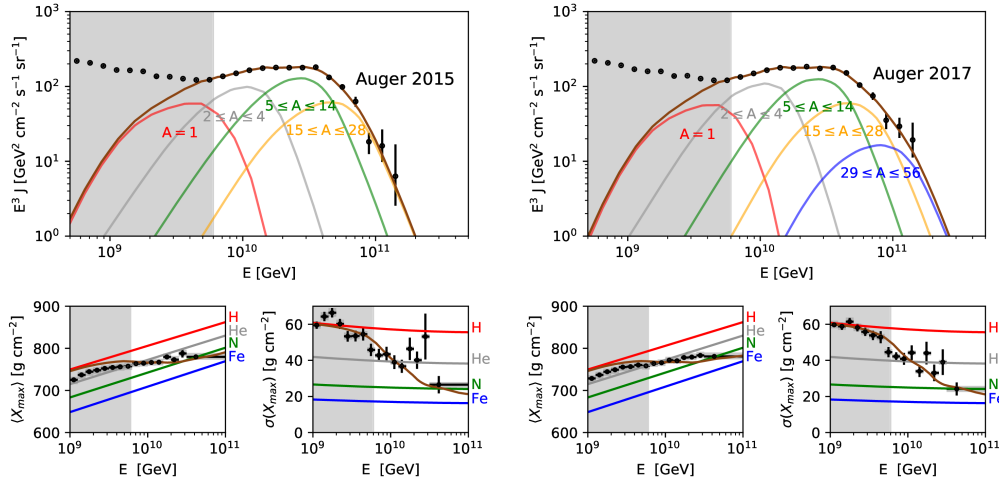 10³ 10³
10² 10²
10¹ 10¹
10⁰ 10⁰
E³ J [GeV² cm⁻² s⁻¹ sr⁻¹] E³ J [GeV² cm⁻² s⁻¹ sr⁻¹]
Auger 2015 Auger 2017
A = 1 2 ≤ A ≤ 4 5 ≤ A ≤ 14 15 ≤ A ≤ 28
A = 1 2 ≤ A ≤ 4 5 ≤ A ≤ 14 15 ≤ A ≤ 28 29 ≤ A ≤ 56
10⁹ 10¹⁰ 10¹¹ 10⁹ 10¹⁰ 10¹¹
E [GeV] E [GeV]
900
800
700
600
⟨X_max⟩ [g cm⁻²]
H
He
N
Fe
10⁹ 10¹⁰ 10¹¹
E [GeV]
60
40
20
0
σ(X_max) [g cm⁻²]
H
He
N
Fe
10⁹ 10¹⁰ 10¹¹
E [GeV]
900
800
700
600
⟨X_max⟩ [g cm⁻²]
H
He
N
Fe
10⁹ 10¹⁰ 10¹¹
E [GeV]
60
40
20
0
σ(X_max⟩ [g cm⁻²]
H
He
N
Fe
10⁹ 10¹⁰ 10¹¹
E [GeV]